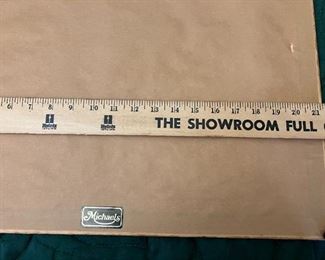 6 7 8 9 10 11 12 13 14 15 16 17 18 19 20 21
THE SHOWROOM FULL
Michaels